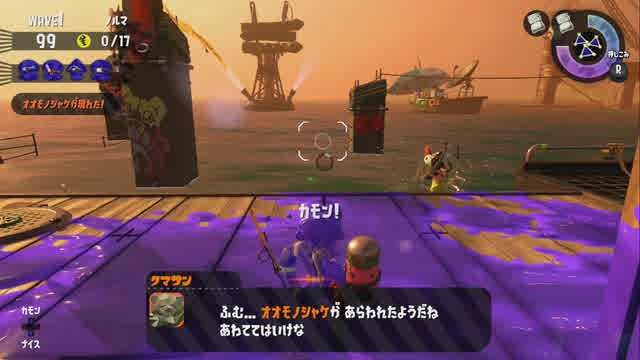 WAVE1 ノルマ
99 0/17
オオモノシャケが現れた!
押しこみ
R
カモン!
クマサン
ふむ... オオモノシャケが あらわれたようだね
あわててはいけな
カモン
ナイス